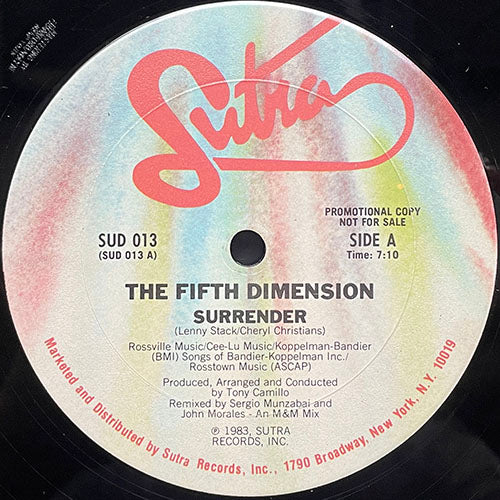 Sutra
PROMOTIONAL COPY
NOT FOR SALE
SUD 013
(SUD 013 A)
SIDE A
Time: 7:10
THE FIFTH DIMENSION
SURRENDER
(Lenny Stack/Cheryl Christians)
Rossville Music/Cee-Lu Music/Koppelman-Bandier
(BMI) Songs of Bandier-Koppelman Inc./
Rosstown Music (ASCAP)
Produced, Arranged and Conducted
by Tony Camillo
Remixed by Sergio Munzabai and
John Morales - An M&M Mix
℗ 1983, SUTRA
RECORDS, INC.
Marketed and Distributed by Sutra Records, Inc., 1790 Broadway, New York, N.Y. 10019